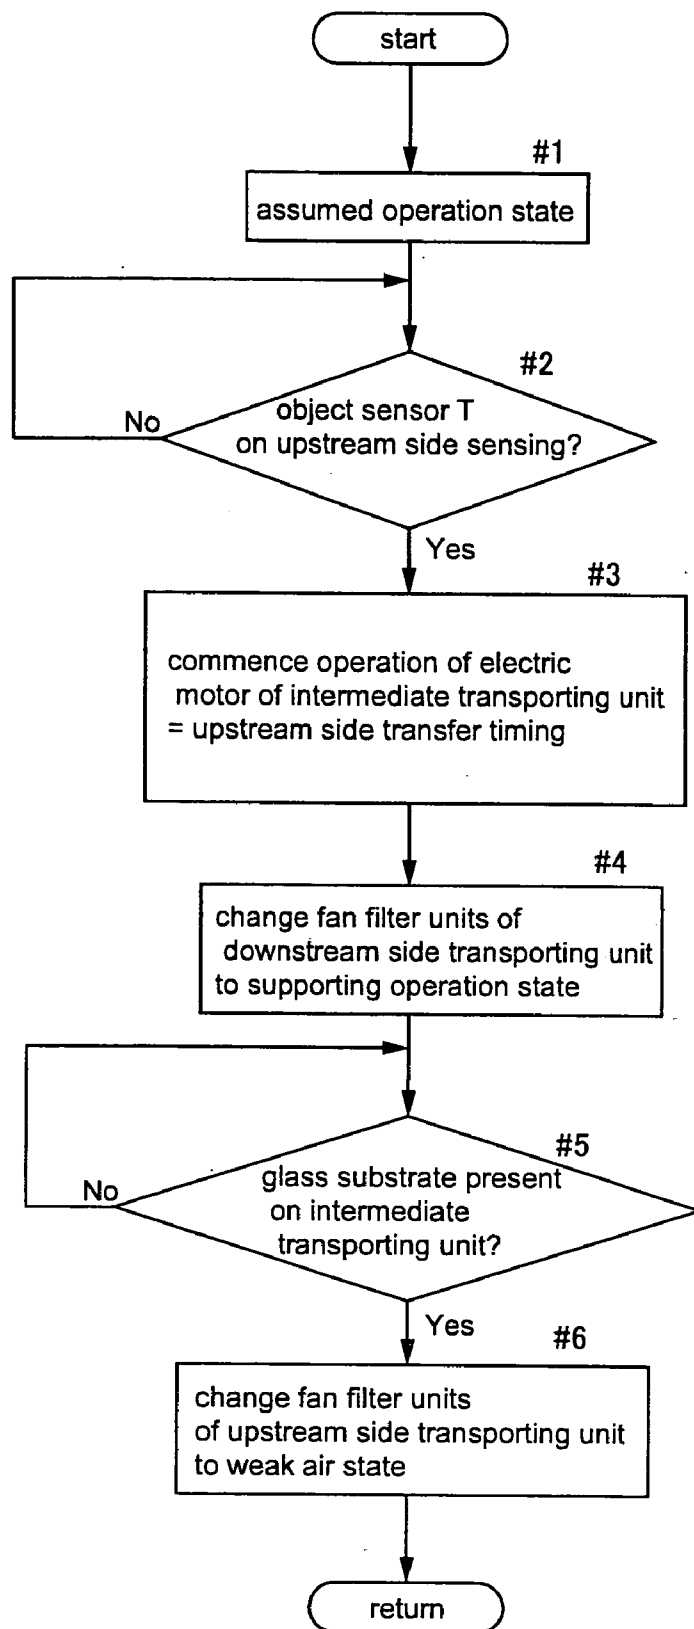 start
#1
assumed operation state
#2
object sensor T
on upstream side sensing?
No
Yes
#3
commence operation of electric
motor of intermediate transporting unit
= upstream side transfer timing
#4
change fan filter units of
downstream side transporting unit
to supporting operation state
#5
glass substrate present
on intermediate
transporting unit?
No
Yes
#6
change fan filter units
of upstream side transporting unit
to weak air state
return